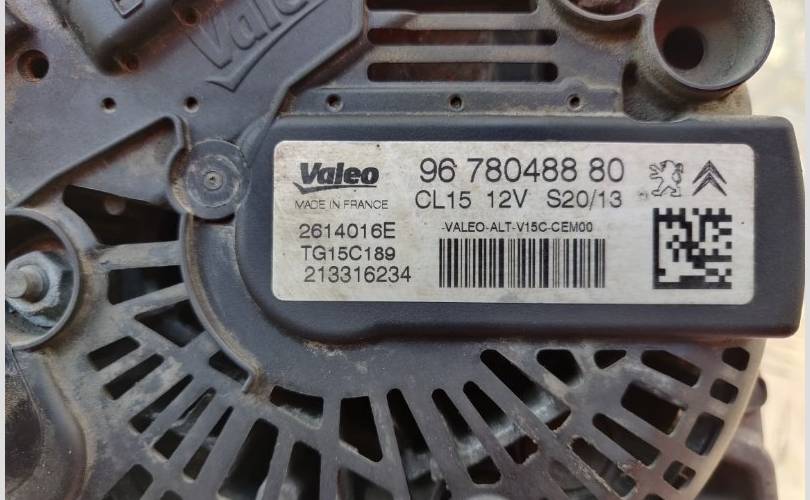 Valeo
Valeo
96 780488 80
MADE IN FRANCE
CL15 12V S20/13
2614016E
-VALEO-ALT-V15C-CEM00
TG15C189
213316234